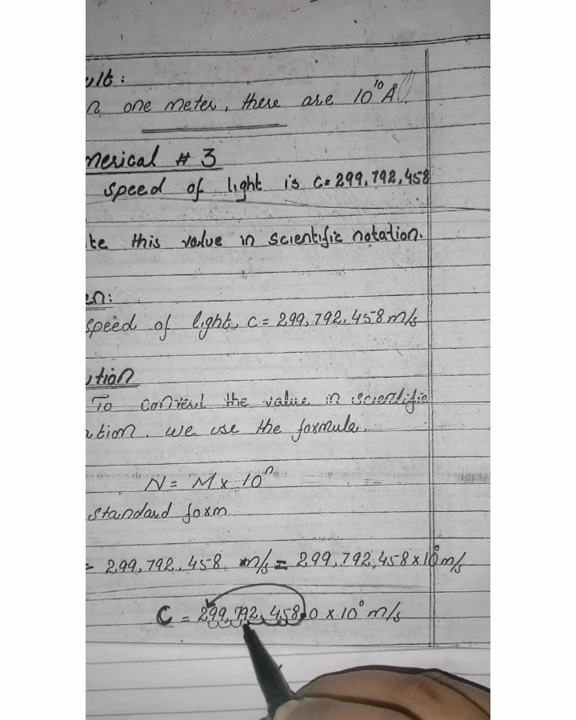 ult:
n one meter, there are 10¹⁰A
merical # 3
speed of light is c=299,792,458
te this value in scientific notation.
en:
speed of light, c = 299,792,458 m/s
ution
To convert the value in scientific
ation, we use the formula.
N = M x 10ⁿ
standard form
= 299,792,458 m/s = 299,792,458 x 10⁰ m/s
C = 299,792,458.0 x 10⁰ m/s